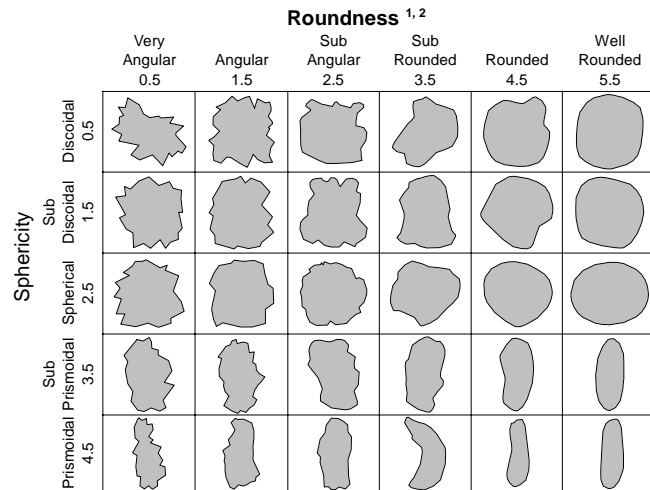 Roundness 1, 2
Very
Angular
0.5
Angular
1.5
Sub
Angular
2.5
Sub
Rounded
3.5
Rounded
4.5
Well
Rounded
5.5
Sphericity
Discoidal
0.5
Sub
Discoidal
1.5
Spherical
2.5
Sub
Prismoidal
3.5
Prismoidal
4.5